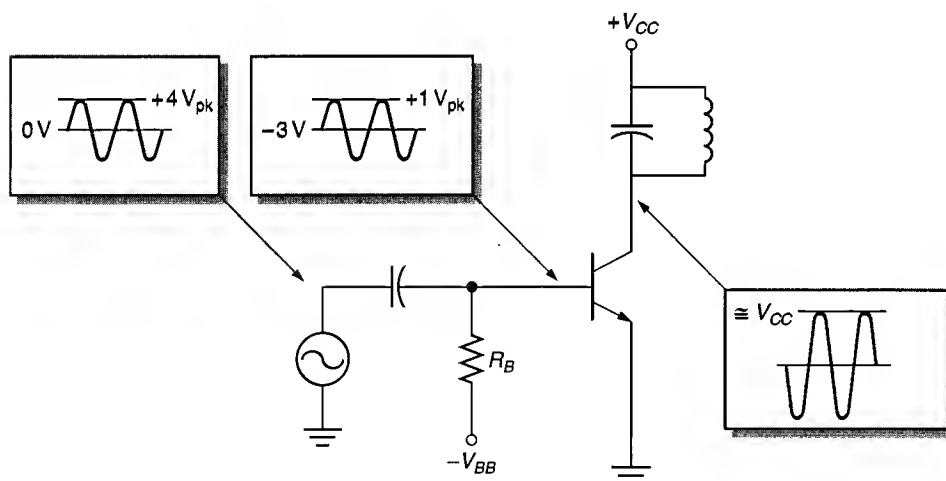 +V_CC
+4 V_pk
0 V
+1 V_pk
−3 V
≅ V_CC
R_B
−V_BB